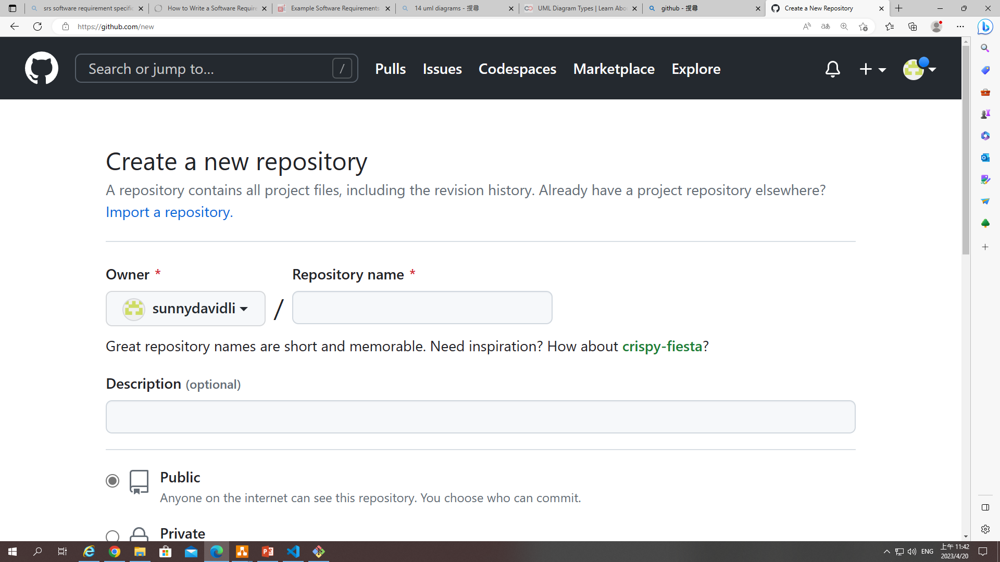 srs software requirement specific
How to Write a Software Require
Example Software Requirements
14 uml diagrams - 搜尋
UML Diagram Types | Learn Abo
github - 搜尋
Create a New Repository
https://github.com/new
Search or jump to...
/
Pulls
Issues
Codespaces
Marketplace
Explore
Create a new repository
A repository contains all project files, including the revision history. Already have a project repository elsewhere?
Import a repository.
Owner *
Repository name *
sunnydavidli
/
Great repository names are short and memorable. Need inspiration? How about crispy-fiesta?
Description (optional)
Public
Anyone on the internet can see this repository. You choose who can commit.
Private
ENG
上午 11:42
2023/4/20